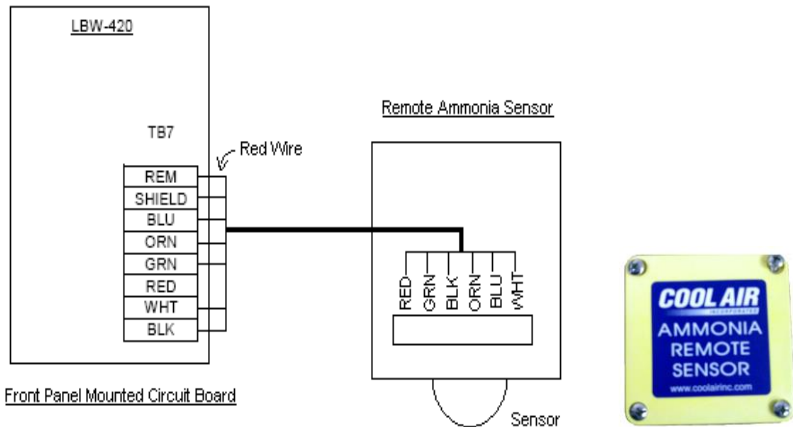 LBW-420
TB7
Red Wire
REM
SHIELD
BLU
ORN
GRN
RED
WHT
BLK
Front Panel Mounted Circuit Board
Remote Ammonia Sensor
RED
GRN
BLK
ORN
BLU
WHT
Sensor
COOL AIR
INCORPORATED
AMMONIA
REMOTE
SENSOR
www.coolairinc.com